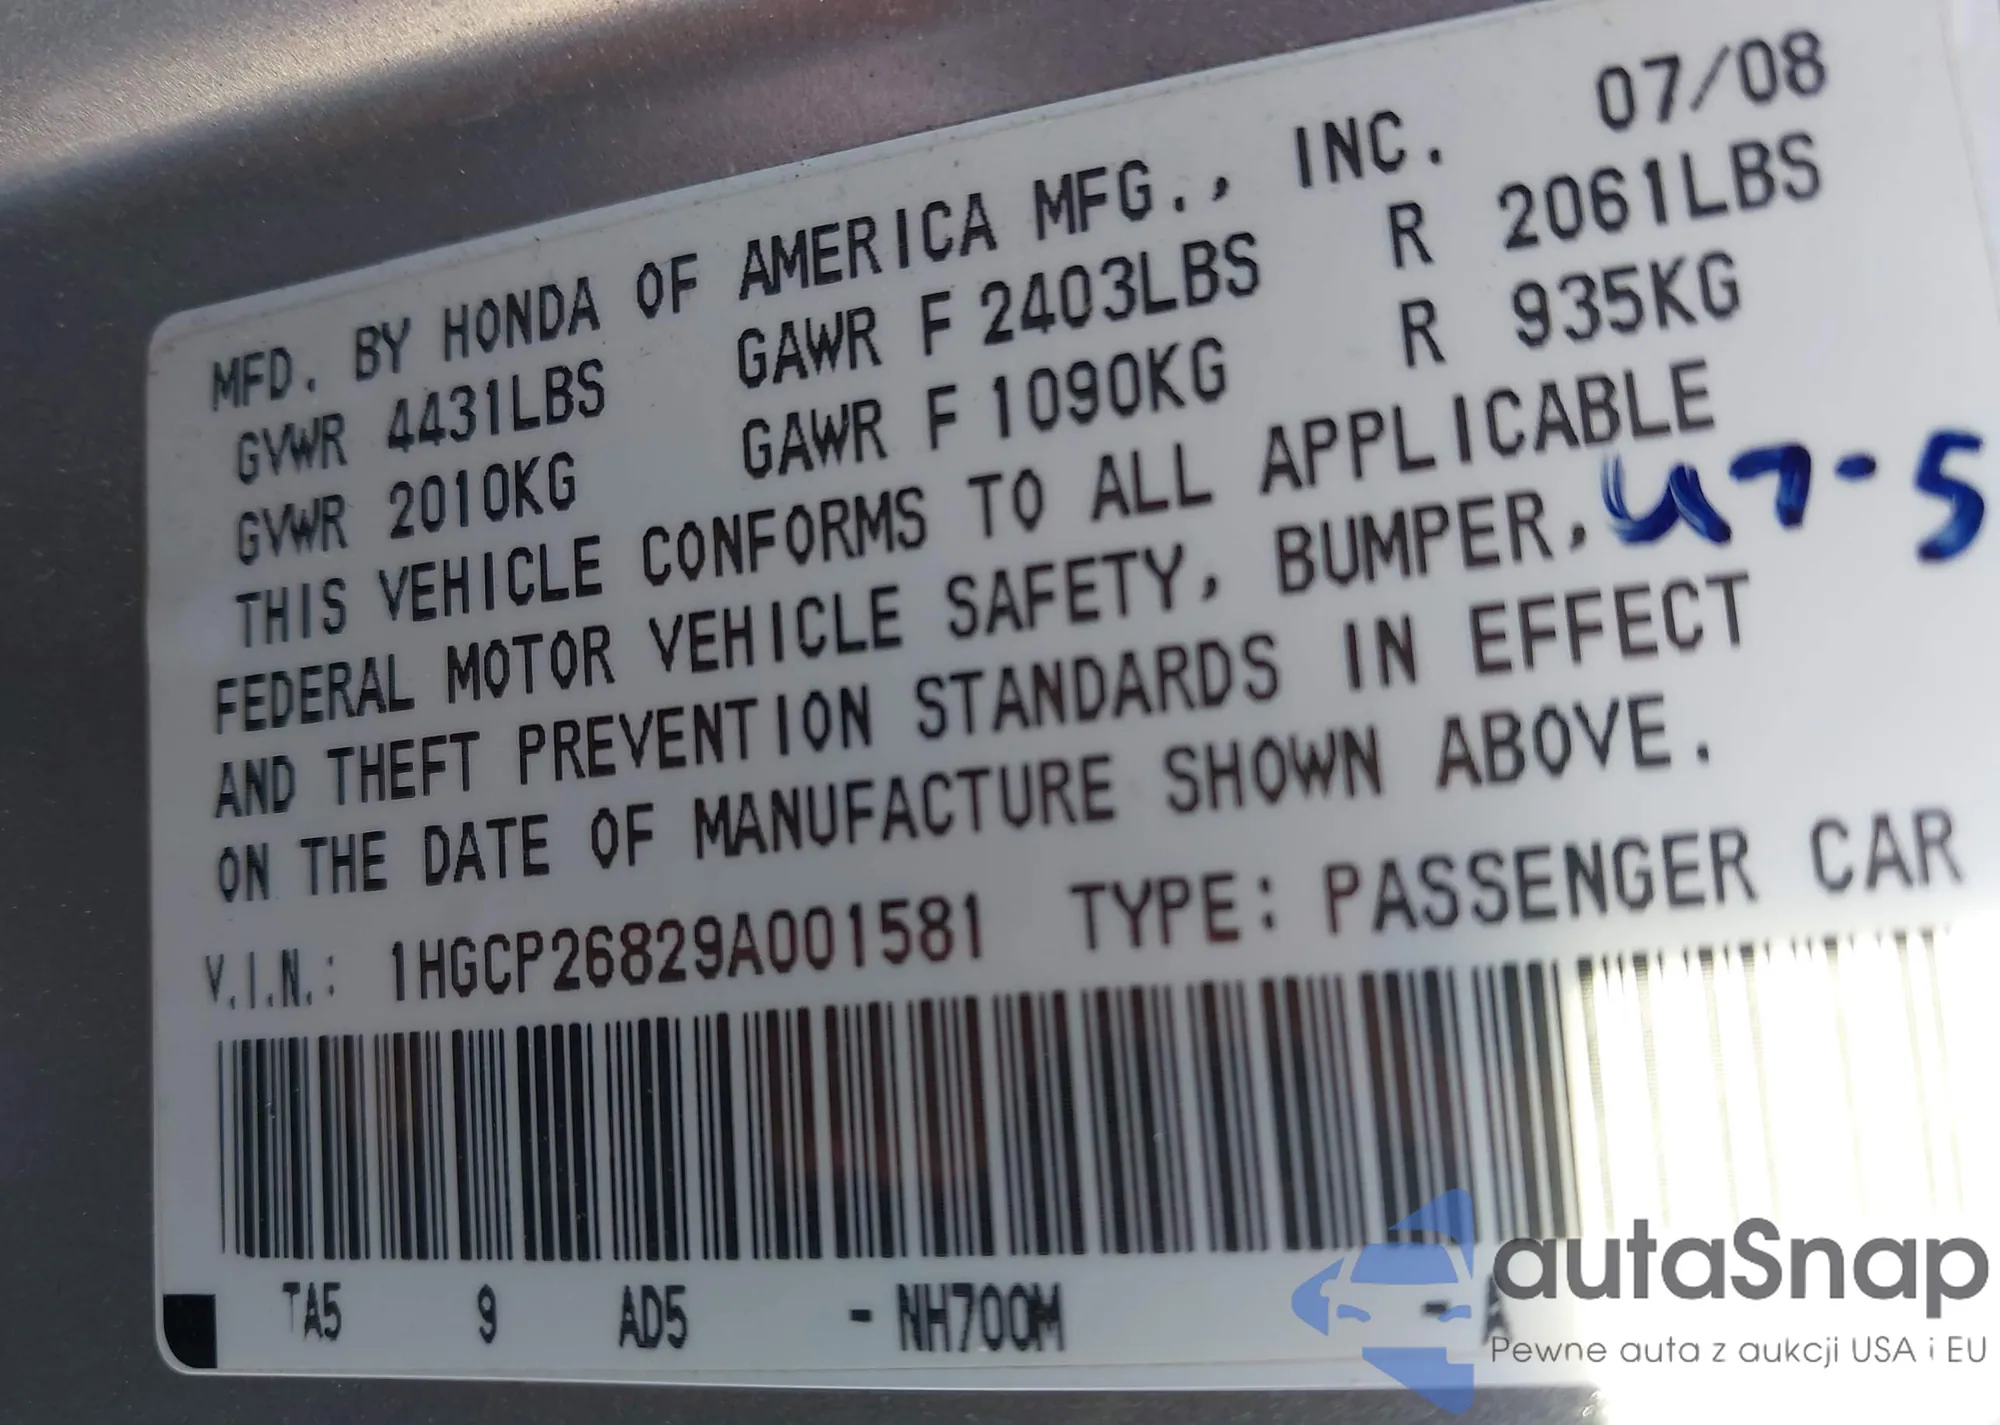 MFD. BY HONDA OF AMERICA MFG., INC. 07/08
GVWR 4431LBS GAWR F 2403LBS R 2061LBS
GVWR 2010KG GAWR F 1090KG R 935KG
THIS VEHICLE CONFORMS TO ALL APPLICABLE
FEDERAL MOTOR VEHICLE SAFETY, BUMPER,
AND THEFT PREVENTION STANDARDS IN EFFECT
ON THE DATE OF MANUFACTURE SHOWN ABOVE.
V.I.N.: 1HGCP26829A001581 TYPE: PASSENGER CAR
TA5 9 AD5 - NH700M - A
autaSnap
Pewne auta z aukcji USA i EU